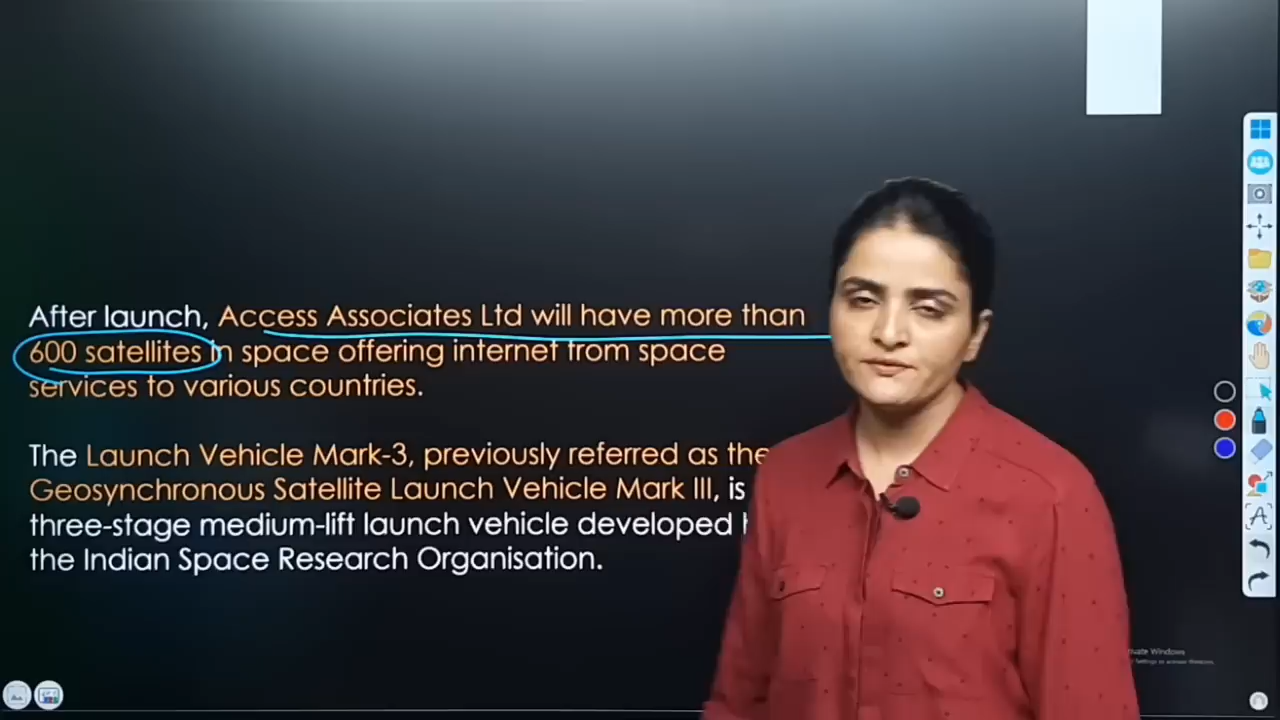 After launch, Access Associates Ltd will have more than
600 satellites in space offering internet from space
services to various countries.
The Launch Vehicle Mark-3, previously referred as the
Geosynchronous Satellite Launch Vehicle Mark III, is
three-stage medium-lift launch vehicle developed
the Indian Space Research Organisation.
Windows